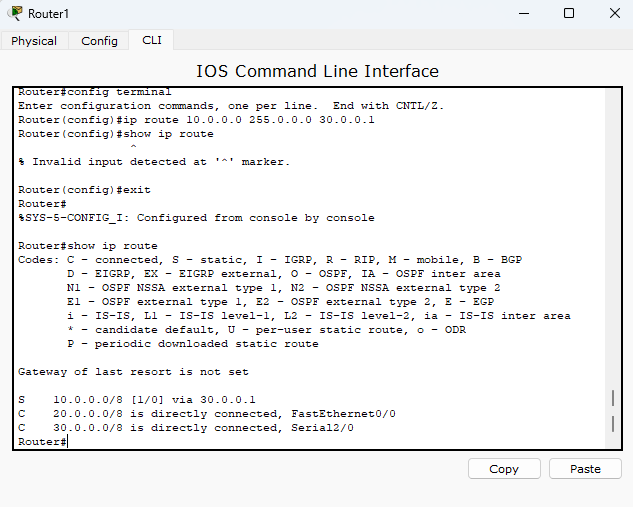 Router1
Physical Config CLI
IOS Command Line Interface
Router#config terminal
Enter configuration commands, one per line.  End with CNTL/Z.
Router(config)#ip route 10.0.0.0 255.0.0.0 30.0.0.1
Router(config)#show ip route
                ^
% Invalid input detected at '^' marker.
Router(config)#exit
Router#
%SYS-5-CONFIG_I: Configured from console by console
Router#show ip route
Codes: C - connected, S - static, I - IGRP, R - RIP, M - mobile, B - BGP
       D - EIGRP, EX - EIGRP external, O - OSPF, IA - OSPF inter area
       N1 - OSPF NSSA external type 1, N2 - OSPF NSSA external type 2
       E1 - OSPF external type 1, E2 - OSPF external type 2, E - EGP
       i - IS-IS, L1 - IS-IS level-1, L2 - IS-IS level-2, ia - IS-IS inter area
       * - candidate default, U - per-user static route, o - ODR
       P - periodic downloaded static route
Gateway of last resort is not set
S    10.0.0.0/8 [1/0] via 30.0.0.1
C    20.0.0.0/8 is directly connected, FastEthernet0/0
C    30.0.0.0/8 is directly connected, Serial2/0
Router#
Copy Paste